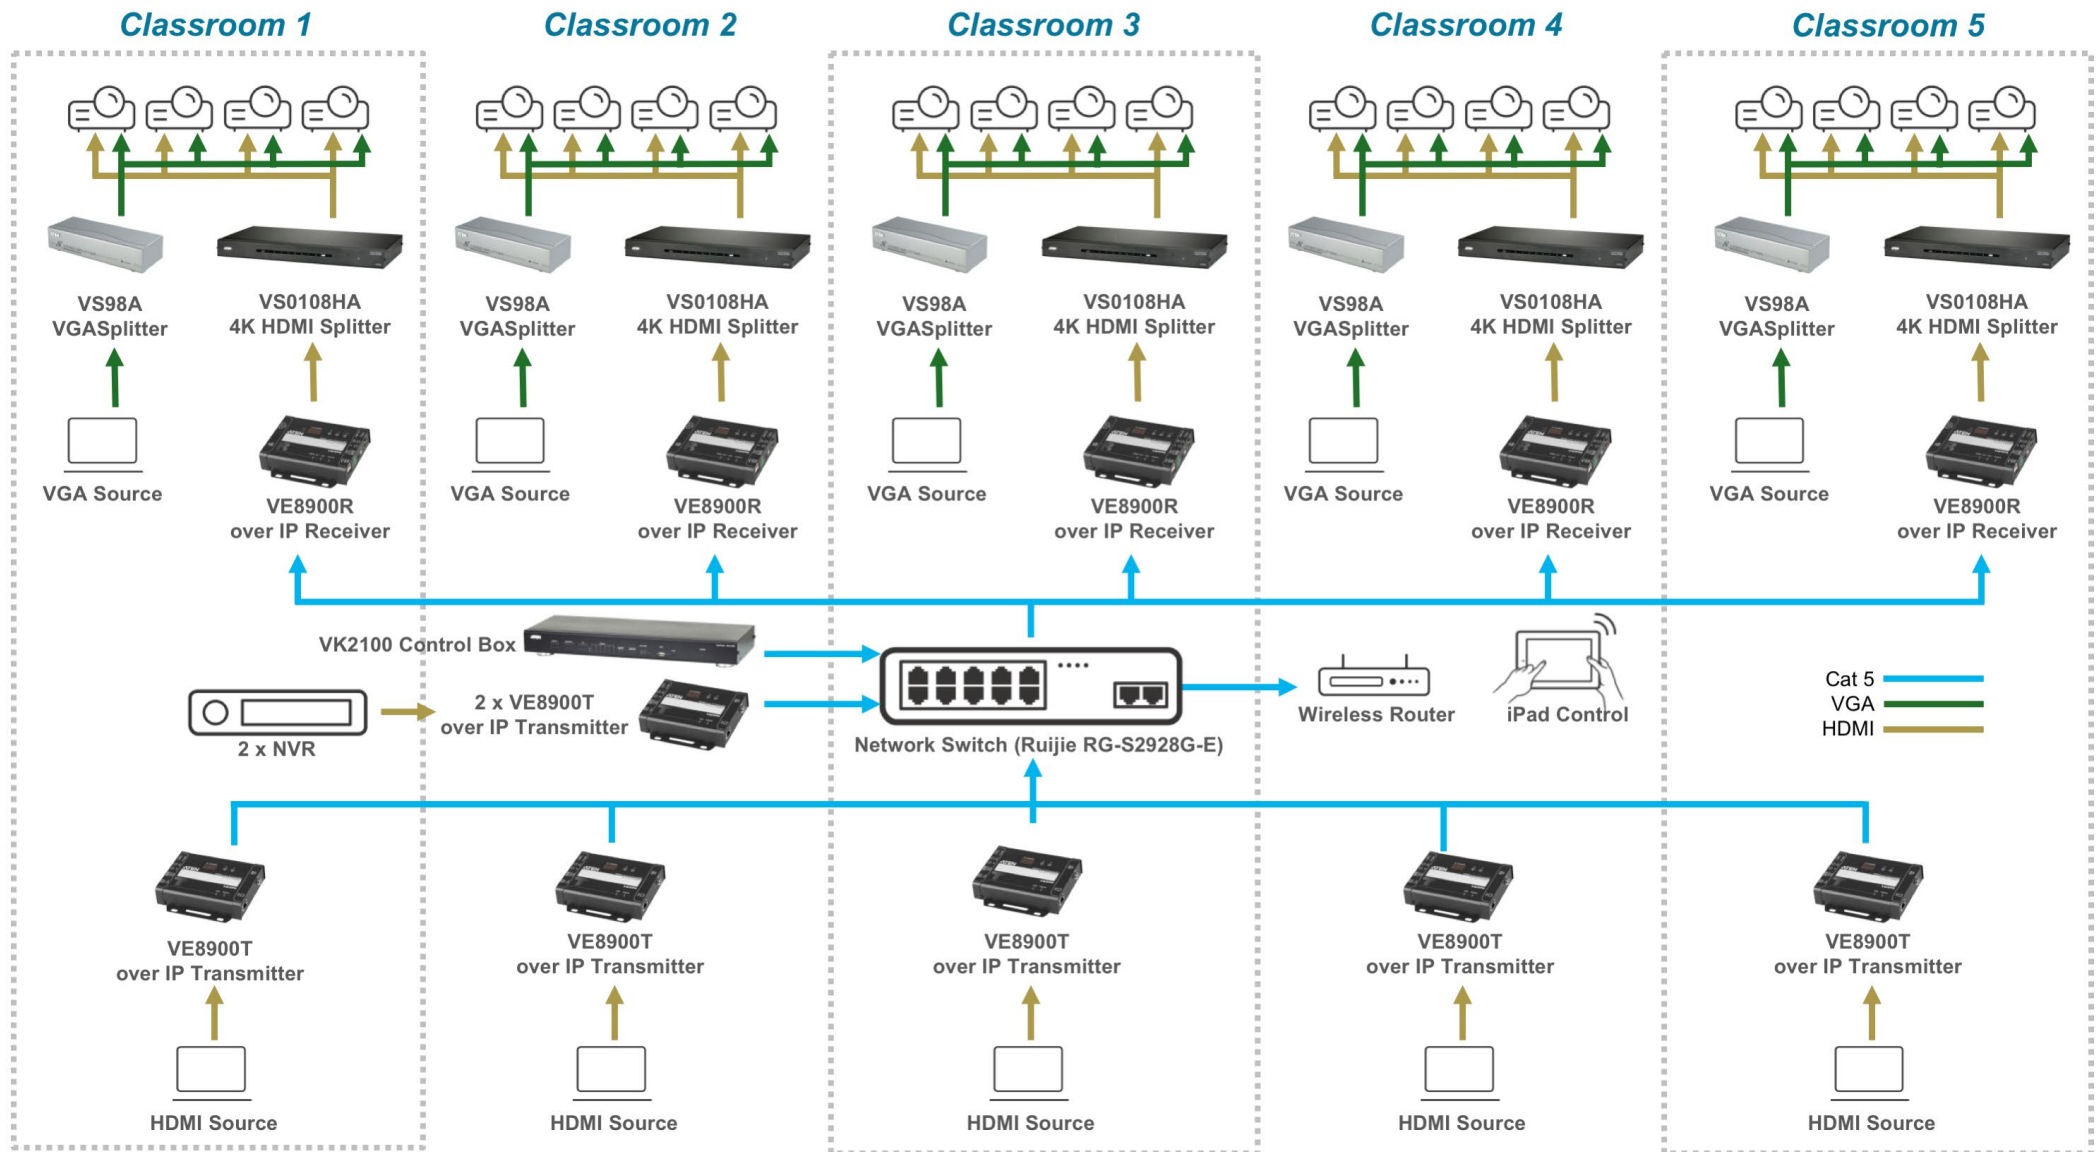 Classroom 1
Classroom 2
Classroom 3
Classroom 4
Classroom 5
VS98A
VGASplitter
VS0108HA
4K HDMI Splitter
VS98A
VGASplitter
VS0108HA
4K HDMI Splitter
VS98A
VGASplitter
VS0108HA
4K HDMI Splitter
VS98A
VGASplitter
VS0108HA
4K HDMI Splitter
VS98A
VGASplitter
VS0108HA
4K HDMI Splitter
VGA Source
VE8900R
over IP Receiver
VGA Source
VE8900R
over IP Receiver
VGA Source
VE8900R
over IP Receiver
VGA Source
VE8900R
over IP Receiver
VGA Source
VE8900R
over IP Receiver
VK2100 Control Box
2 x NVR
2 x VE8900T
over IP Transmitter
Network Switch (Ruijie RG-S2928G-E)
Wireless Router
iPad Control
Cat 5
VGA
HDMI
VE8900T
over IP Transmitter
VE8900T
over IP Transmitter
VE8900T
over IP Transmitter
VE8900T
over IP Transmitter
VE8900T
over IP Transmitter
HDMI Source
HDMI Source
HDMI Source
HDMI Source
HDMI Source